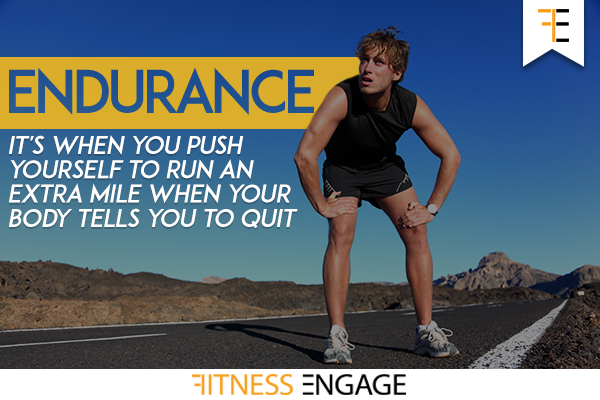 FE
ENDURANCE
IT'S WHEN YOU PUSH
YOURSELF TO RUN AN
EXTRA MILE WHEN YOUR
BODY TELLS YOU TO QUIT
FITNESS ENGAGE